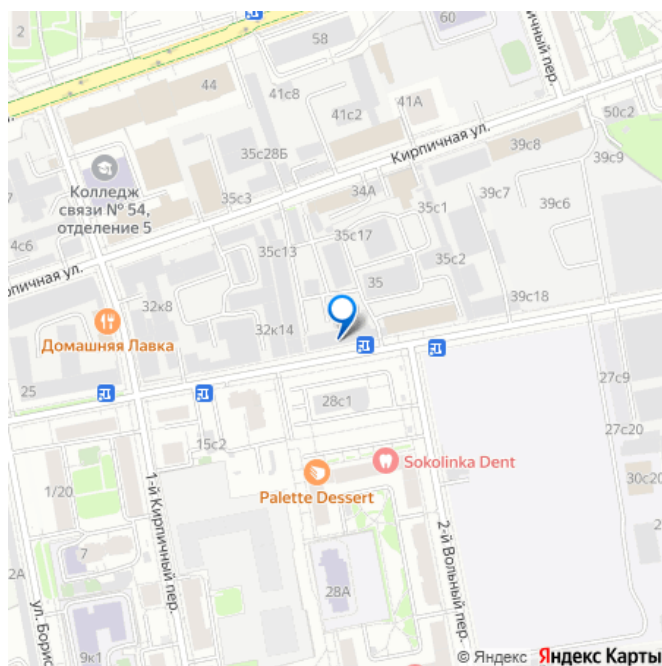 2
60
58
Кирпичный пер.
44
41с8
41А
41с2
50с2
Кирпичная ул.
35с28Б
39с8
39с9
Колледж
связи № 54,
отделение 5
35с3
34А
39с7
35с1
39с6
4с6
35с13
35с17
35с2
рпичная ул.
35
32к8
39с18
32к14
Домашняя Лавка
25
27с9
28с1
15с2
27с20
Sokolinka Dent
Palette Dessert
30с20
1/20
1-й Кирпичный пер.
2-й Вольный пер.
7
2А
28А
ул. Борис
9к1
© Яндекс Яндекс Карты